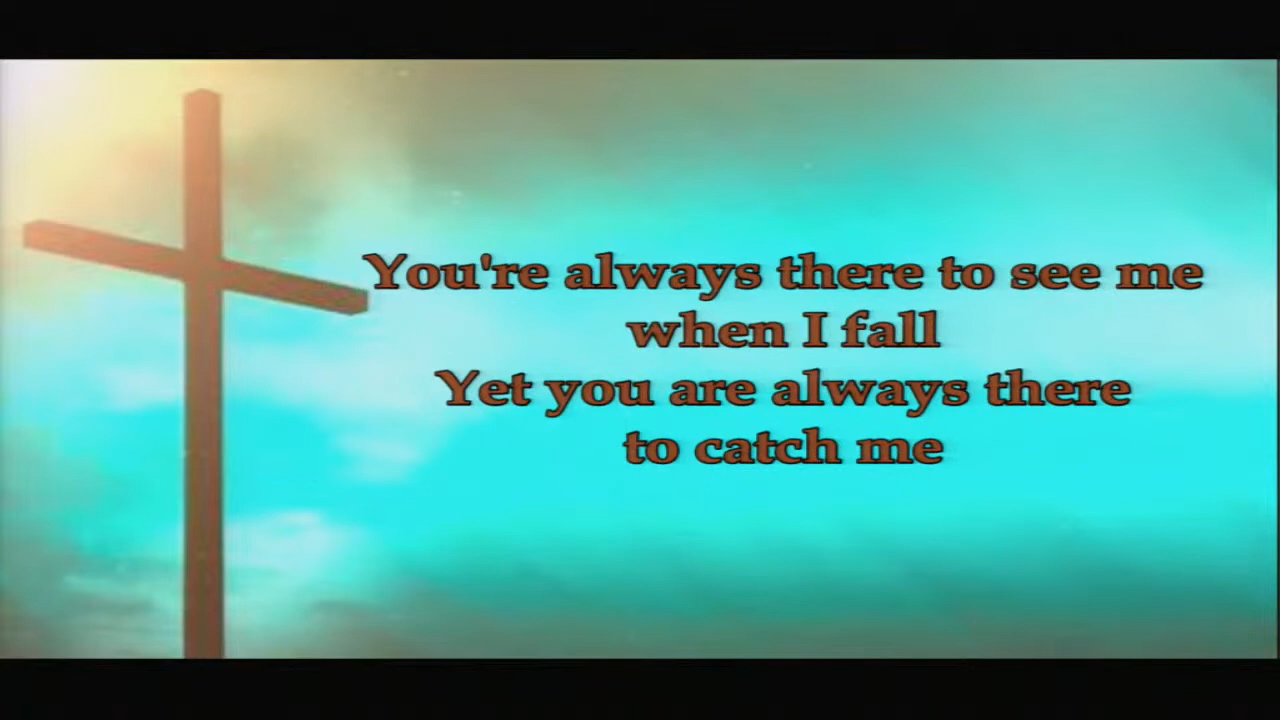 You're always there to see me
when I fall
Yet you are always there
to catch me